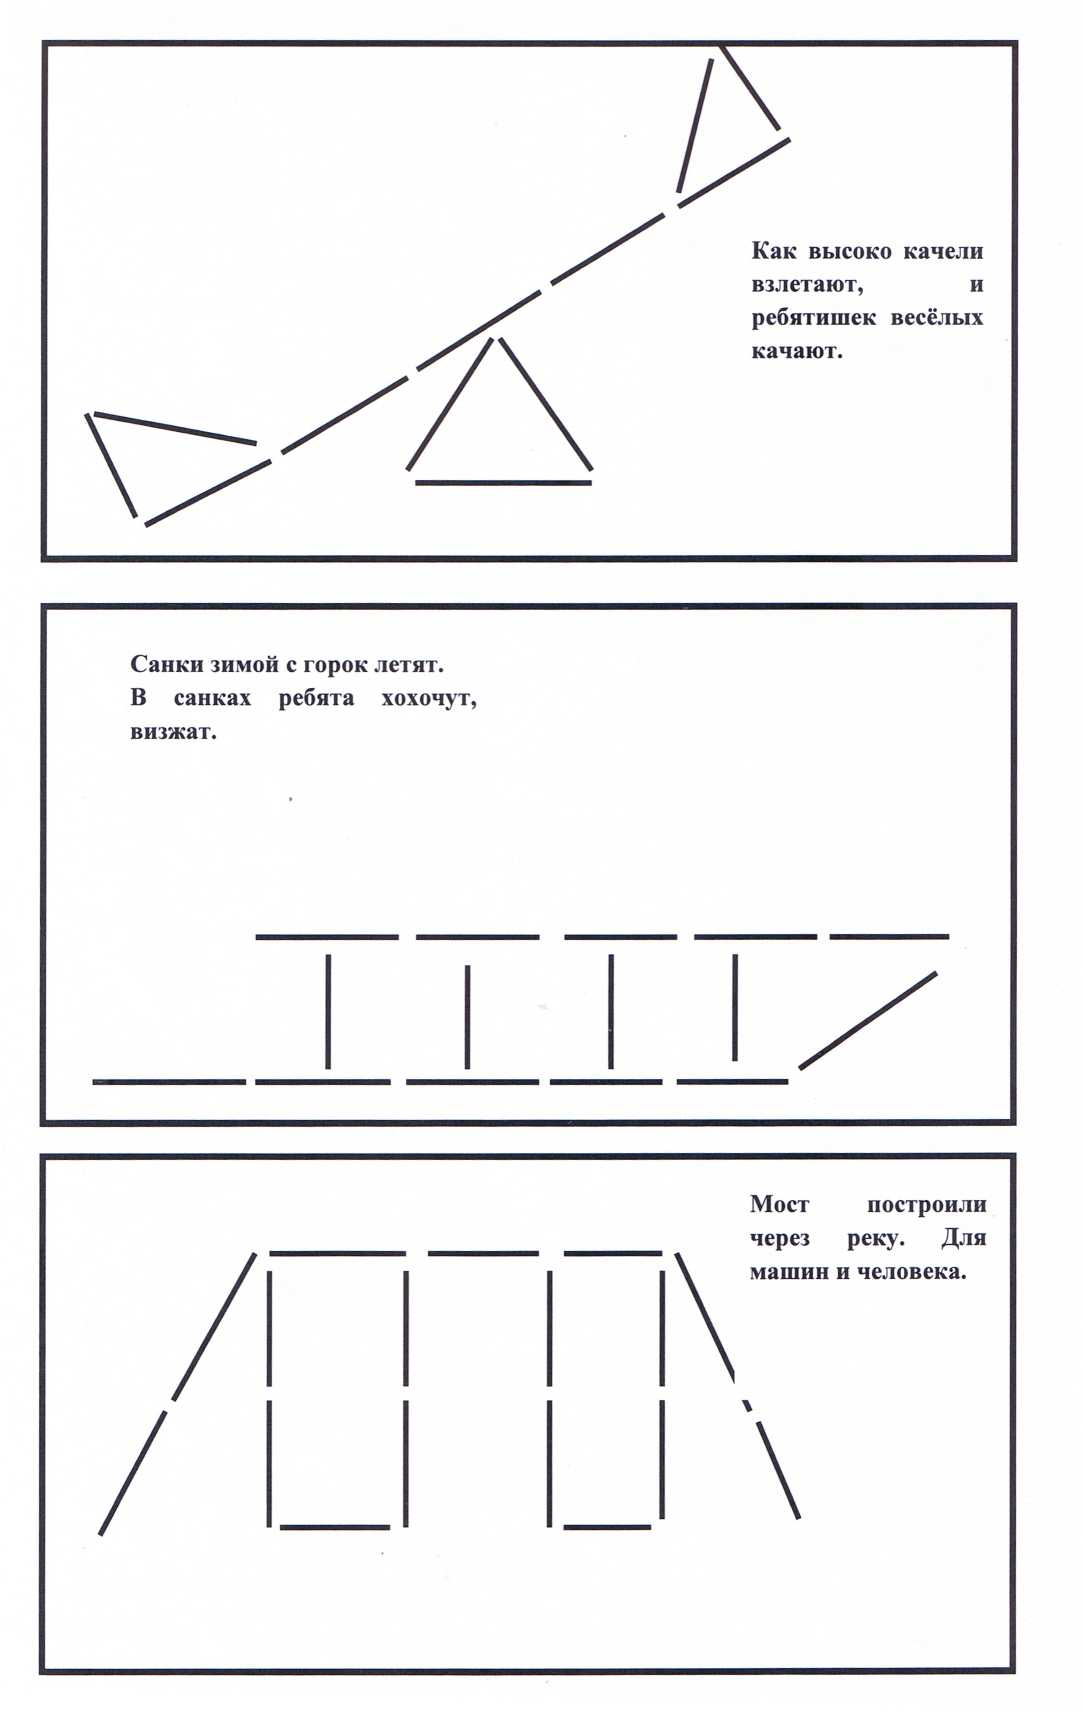 Как высоко качели
взлетают, и
ребятишек весёлых
качают.
Санки зимой с горок летят.
В санках ребята хохочут,
визжат.
Мост построили
через реку. Для
машин и человека.